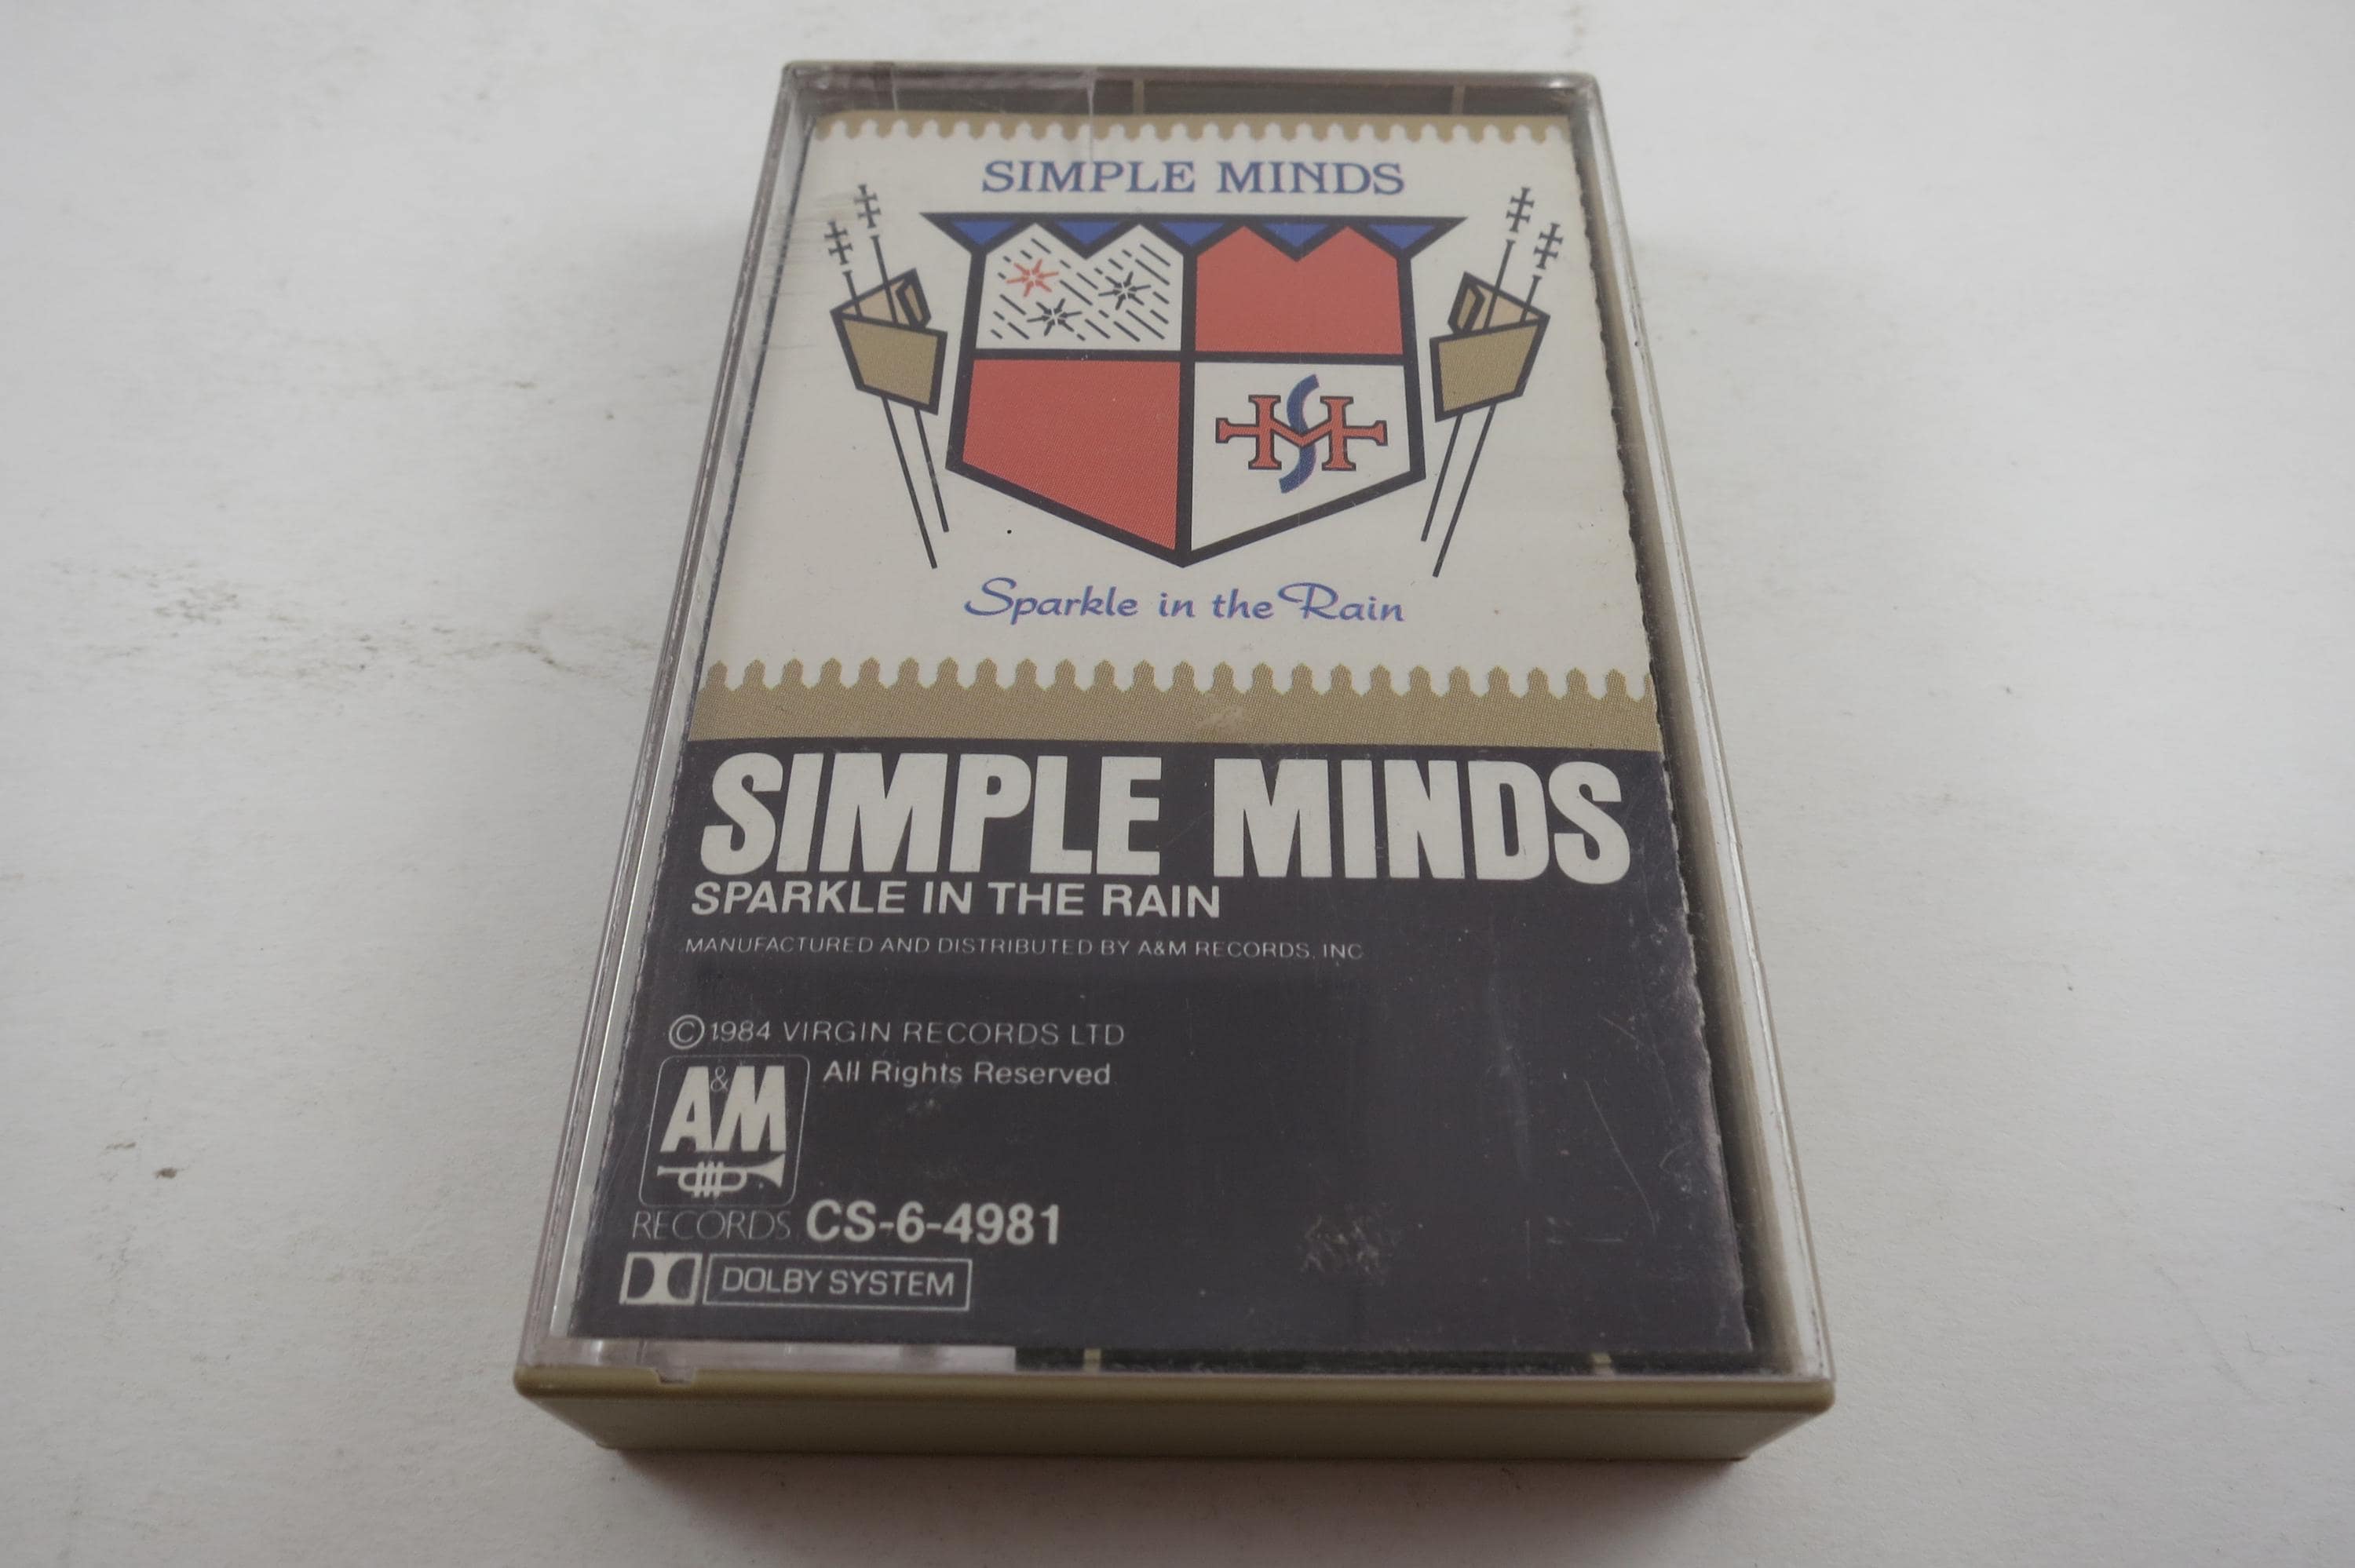 SIMPLE MINDS
SM
Sparkle in the Rain
SIMPLE MINDS
SPARKLE IN THE RAIN
MANUFACTURED AND DISTRIBUTED BY A&M RECORDS, INC
©1984 VIRGIN RECORDS LTD
All Rights Reserved
A&M
RECORDS CS-6-4981
DOLBY SYSTEM